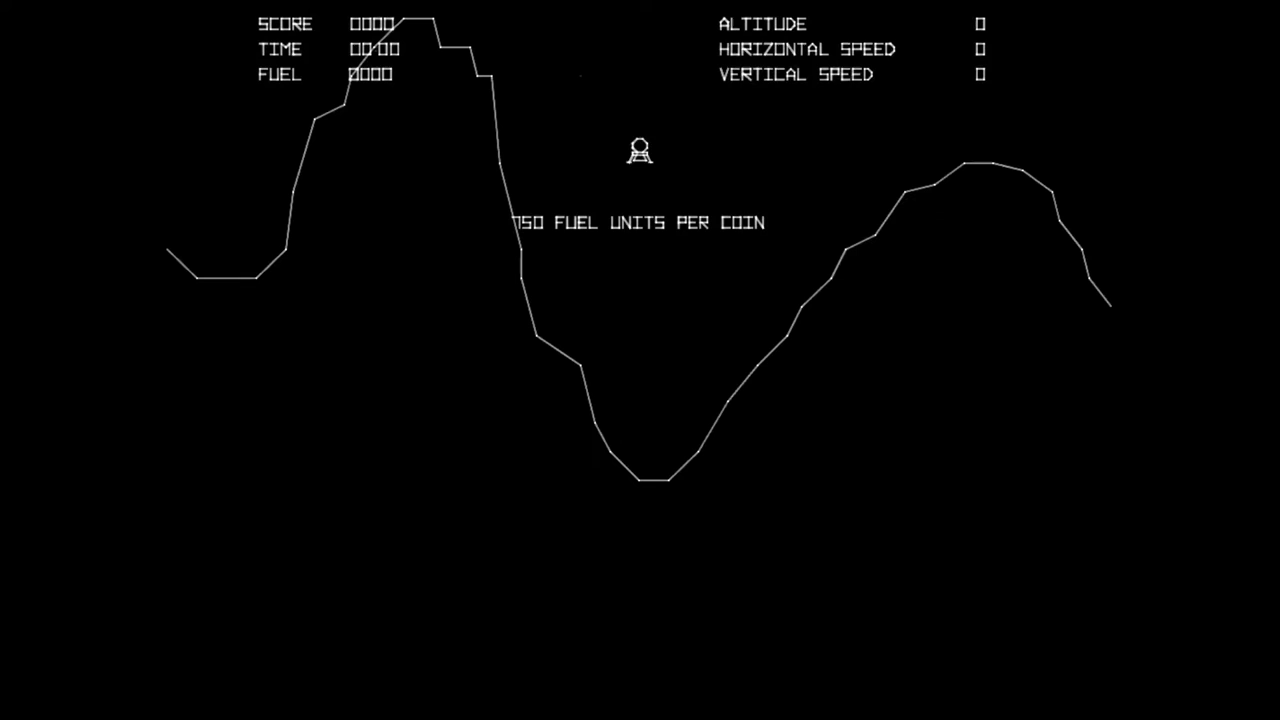 SCORE 0000
TIME 00:00
FUEL 0000
ALTITUDE 0
HORIZONTAL SPEED 0
VERTICAL SPEED 0
750 FUEL UNITS PER COIN